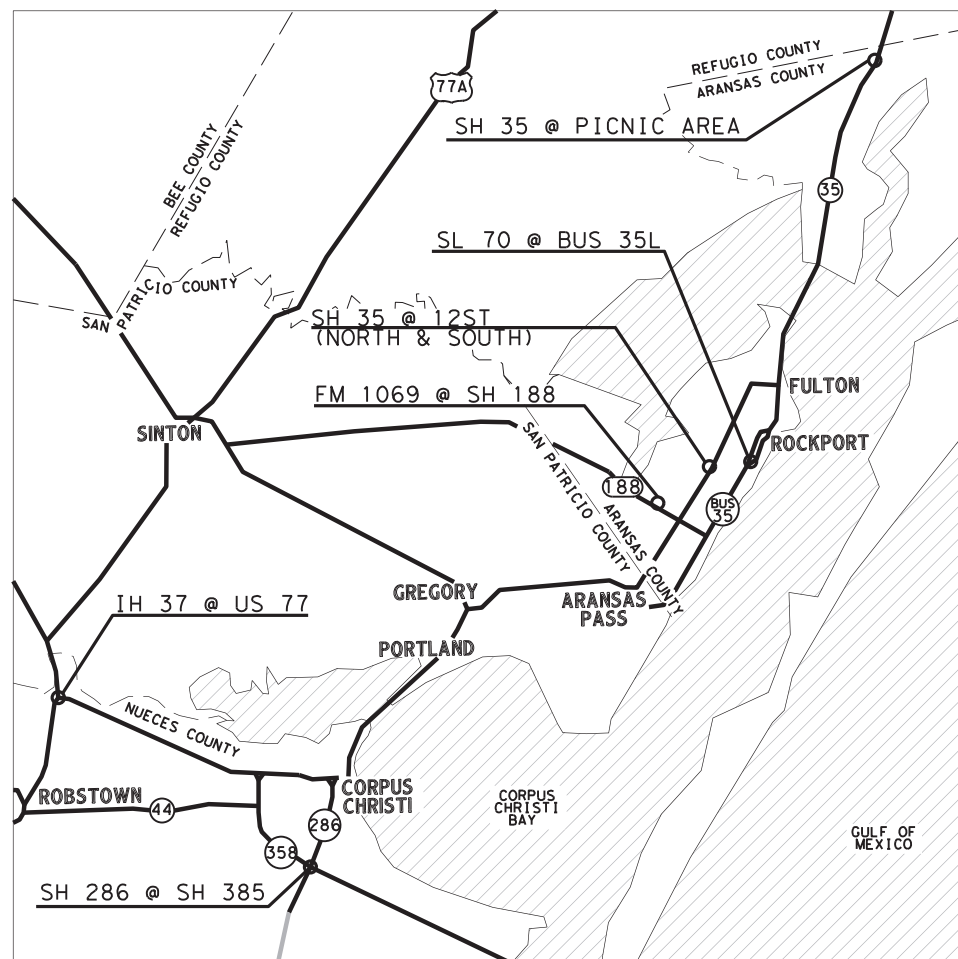 REFUGIO COUNTY
ARANSAS COUNTY
77A
SH 35 @ PICNIC AREA
BEE COUNTY
REFUGIO COUNTY
35
SL 70 @ BUS 35L
SAN PATRICIO COUNTY
SH 35 @ 12ST
(NORTH & SOUTH)
FULTON
FM 1069 @ SH 188
SINTON
ROCKPORT
SAN PATRICIO COUNTY
ARANSAS COUNTY
188
BUS
35
GREGORY
ARANSAS
PASS
IH 37 @ US 77
PORTLAND
NUECES COUNTY
ROBSTOWN
44
CORPUS
CHRISTI
286
358
CORPUS
CHRISTI
BAY
GULF OF
MEXICO
SH 286 @ SH 385